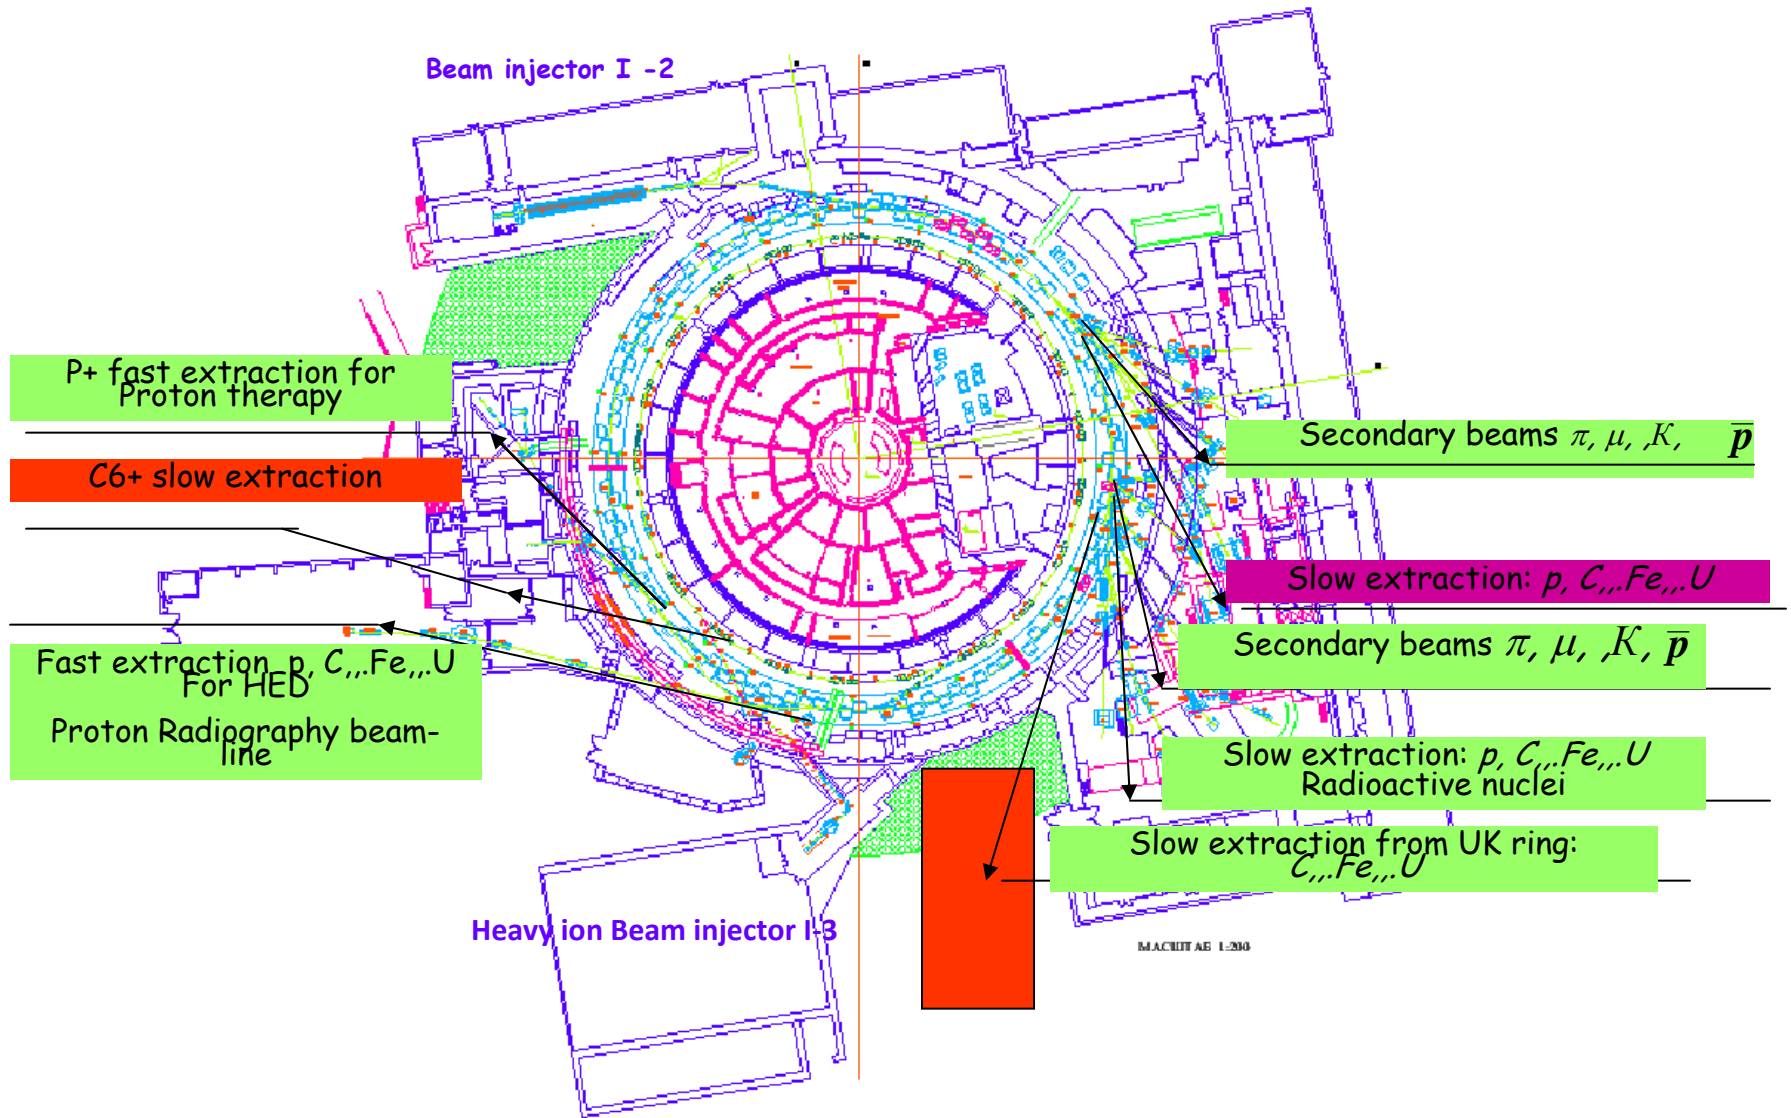 Beam injector I -2
P+ fast extraction for
Proton therapy
C6+ slow extraction
Fast extraction p, C,,,.Fe,,,.U
For HED
Proton Radiography beam-
line
Secondary beams π, μ, ,K, p̅
Slow extraction: p, C,,,.Fe,,,.U
Secondary beams π, μ, ,K, p̅
Slow extraction: p, C,,,.Fe,,,.U
Radioactive nuclei
Slow extraction from UK ring:
C,,,.Fe,,,.U
Heavy ion Beam injector I-3